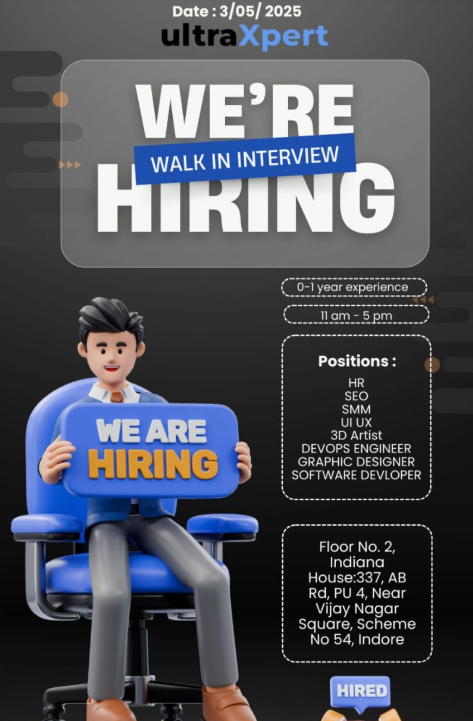 Date : 3/05/ 2025
ultraXpert
WE'RE
WALK IN INTERVIEW
HIRING
0-1 year experience
11 am - 5 pm
Positions :
HR
SEO
SMM
UI UX
3D Artist
DEVOPS ENGINEER
GRAPHIC DESIGNER
SOFTWARE DEVLOPER
WE ARE
HIRING
Floor No. 2,
Indiana
House:337, AB
Rd, PU 4, Near
Vijay Nagar
Square, Scheme
No 54, Indore
HIRED